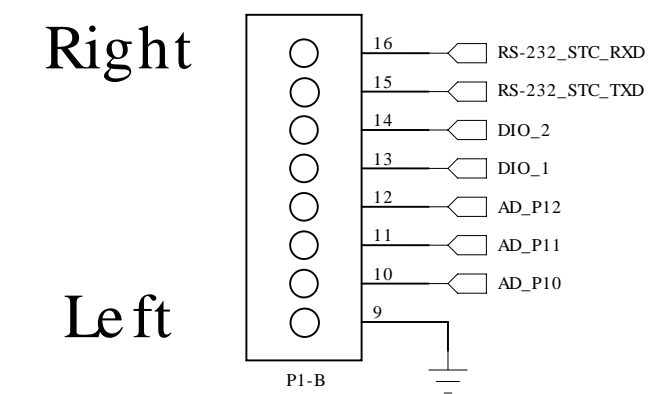 Right
16 RS-232_STC_RXD
15 RS-232_STC_TXD
14 DIO_2
13 DIO_1
12 AD_P12
11 AD_P11
10 AD_P10
Left
9
P1-B